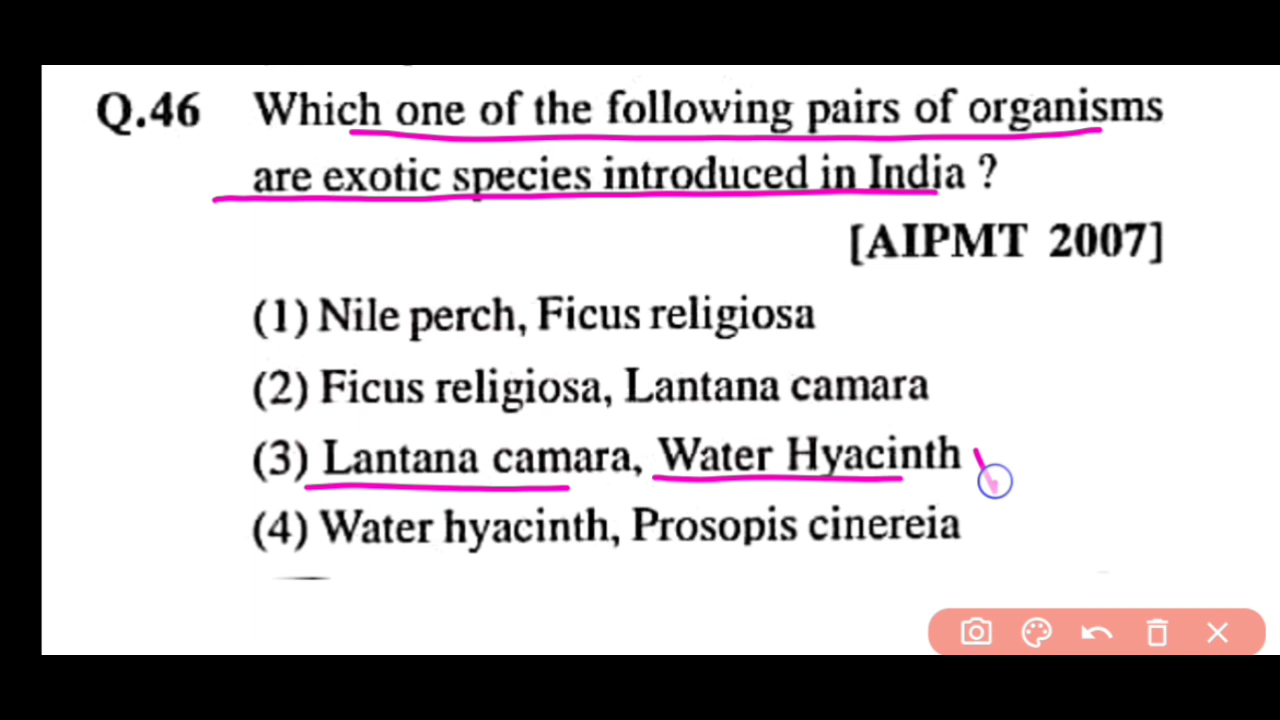 Q.46 Which one of the following pairs of organisms
are exotic species introduced in India ?
[AIPMT 2007]
(1) Nile perch, Ficus religiosa
(2) Ficus religiosa, Lantana camara
(3) Lantana camara, Water Hyacinth
(4) Water hyacinth, Prosopis cinereia